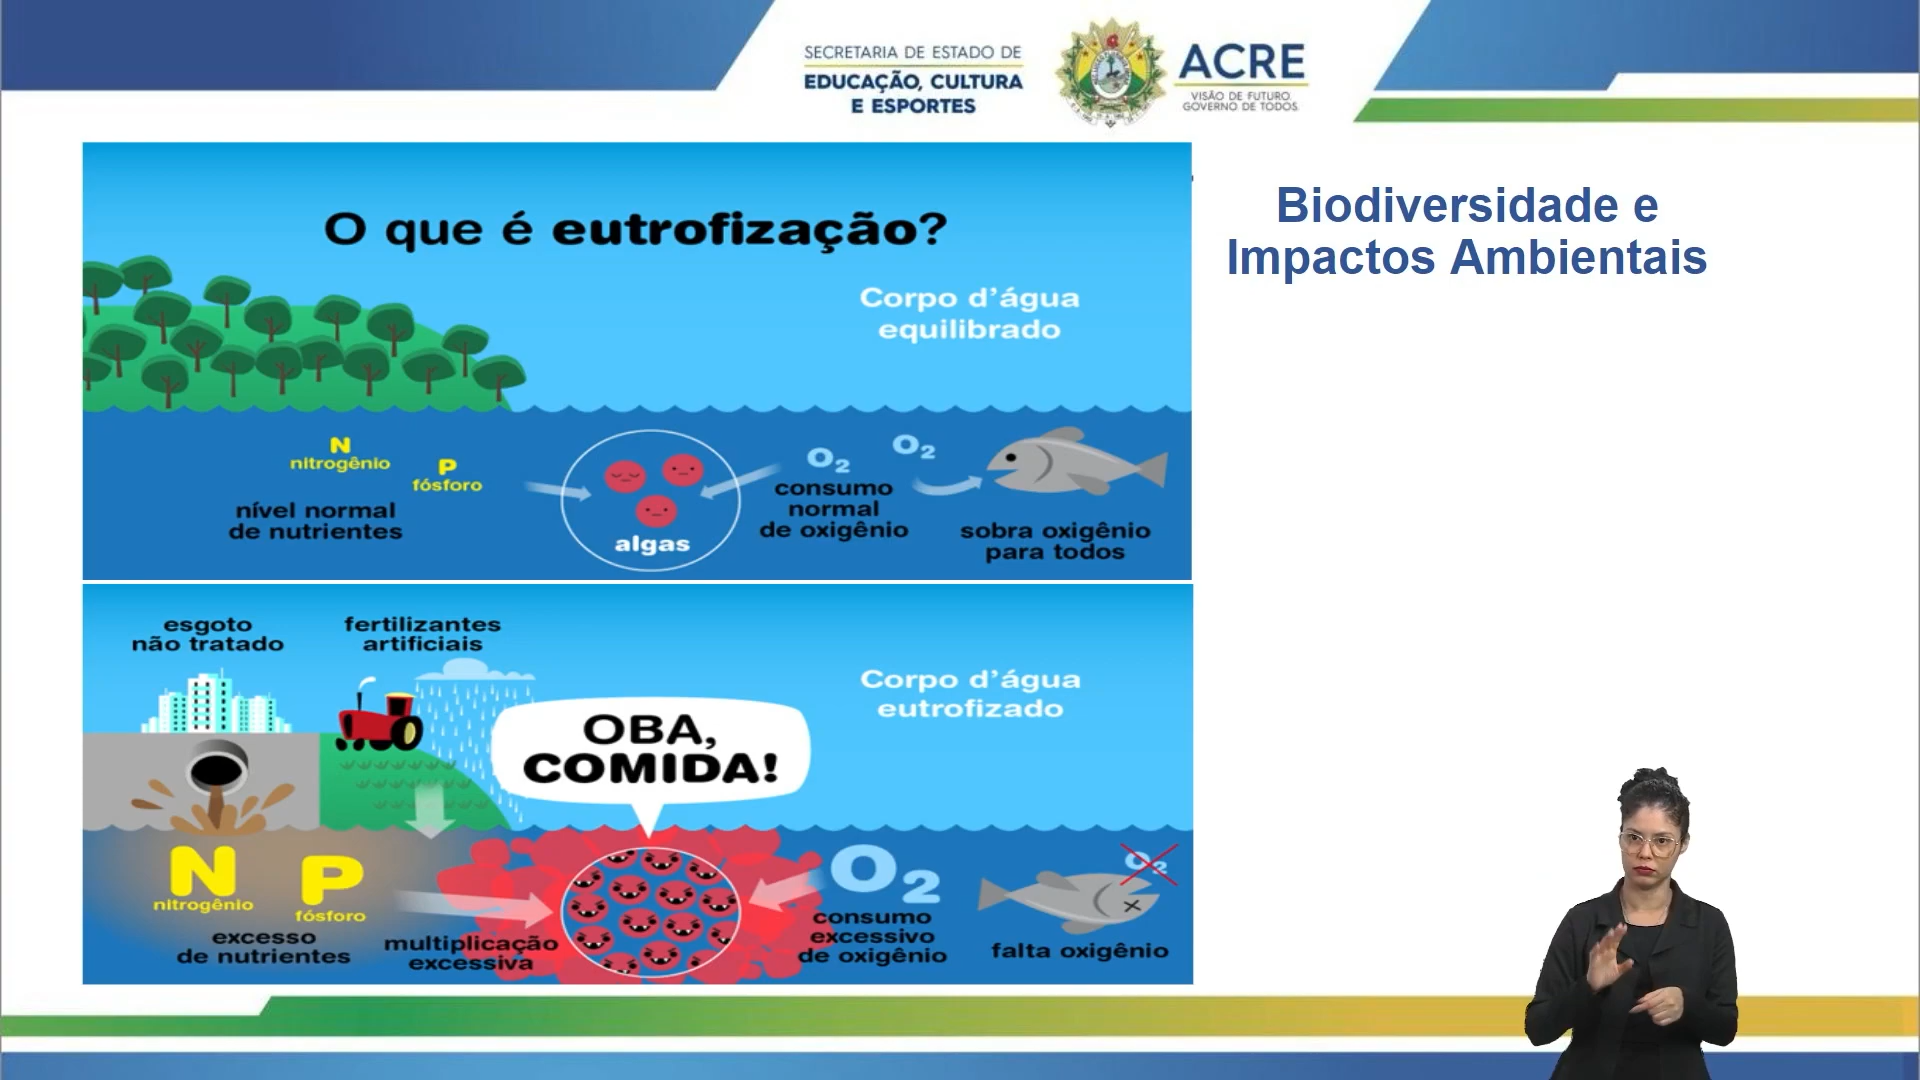 SECRETARIA DE ESTADO DE
EDUCAÇÃO, CULTURA
E ESPORTES
ACRE
VISÃO DE FUTURO.
GOVERNO DE TODOS.
Biodiversidade e
Impactos Ambientais
O que é eutrofização?
Corpo d'água
equilibrado
N
nitrogênio
P
fósforo
nível normal
de nutrientes
algas
O₂
O₂
consumo
normal
de oxigênio
sobra oxigênio
para todos
esgoto
não tratado
fertilizantes
artificiais
Corpo d'água
eutrofizado
OBA,
COMIDA!
N
nitrogênio
P
fósforo
excesso
de nutrientes
multiplicação
excessiva
O₂
consumo
excessivo
de oxigênio
O₂
falta oxigênio